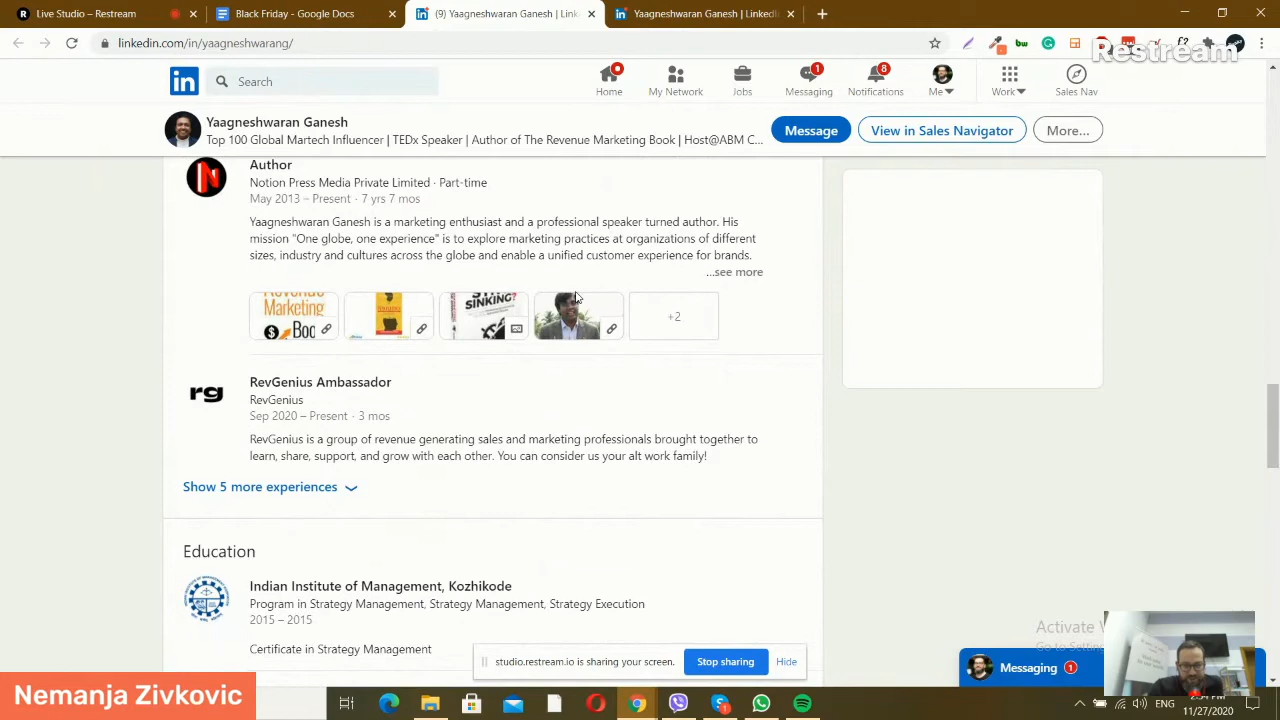 Live Studio – Restream
Black Friday – Google Docs
(9) Yaagneshwaran Ganesh | Link
Yaagneshwaran Ganesh | LinkedI
linkedin.com/in/yaagneshwarang/
Restream
Search
Home
My Network
Jobs
1
Messaging
8
Notifications
Me
Work
Sales Nav
Yaagneshwaran Ganesh
Top 100 Global Martech Influencer | TEDx Speaker | Author of The Revenue Marketing Book | Host@ABM C...
Message
View in Sales Navigator
More...
Author
Notion Press Media Private Limited · Part-time
May 2013 – Present · 7 yrs 7 mos
Yaagneshwaran Ganesh is a marketing enthusiast and a professional speaker turned author. His
mission "One globe, one experience" is to explore marketing practices at organizations of different
sizes, industry and cultures across the globe and enable a unified customer experience for brands.
...see more
Marketing
SINKING?
+2
rg
RevGenius Ambassador
RevGenius
Sep 2020 – Present · 3 mos
RevGenius is a group of revenue generating sales and marketing professionals brought together to
learn, share, support, and grow with each other. You can consider us your alt work family!
Show 5 more experiences
Education
Indian Institute of Management, Kozhikode
Program in Strategy Management, Strategy Management, Strategy Execution
2015 – 2015
Certificate in Strategy Management
studio.restream.io is sharing your screen.
Stop sharing
Hide
Activate
Messaging
1
Nemanja Zivkovic
ENG
11/27/2020